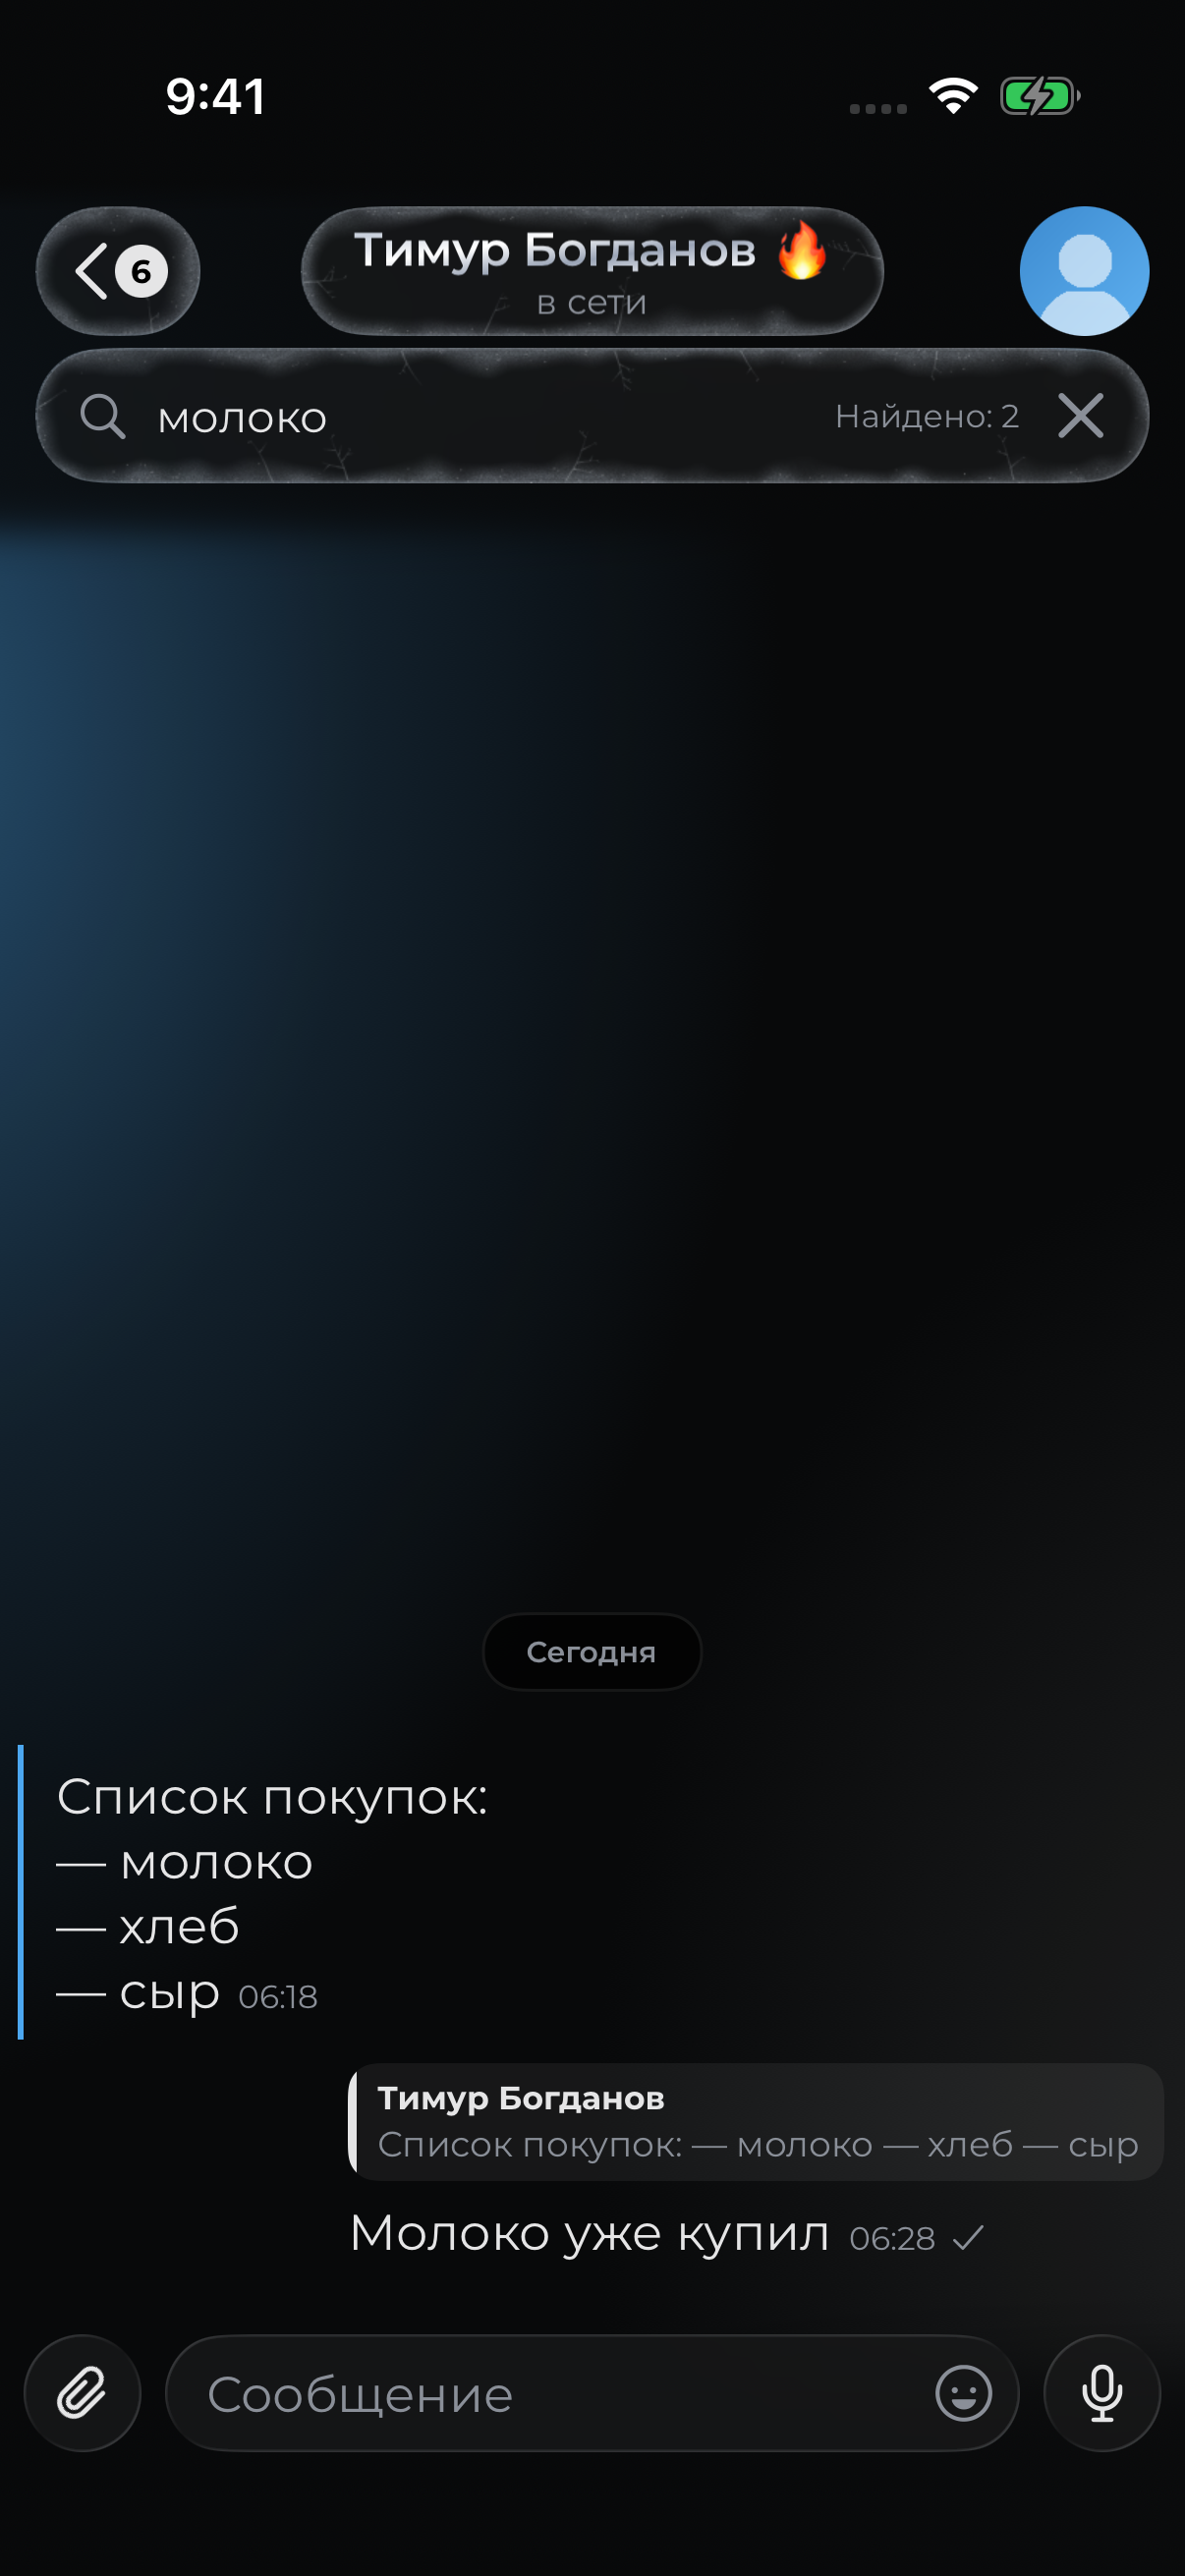 9:41
6
Тимур Богданов 🔥
в сети
молоко
Найдено: 2
Сегодня
Список покупок:
— молоко
— хлеб
— сыр 06:18
Тимур Богданов
Список покупок: — молоко — хлеб — сыр
Молоко уже купил 06:28
Сообщение